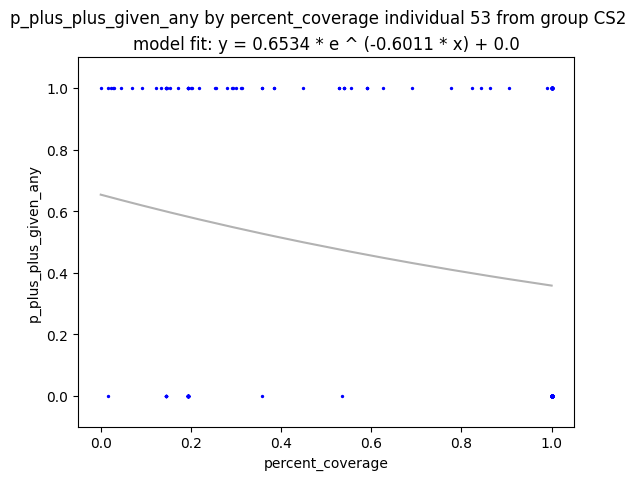 p_plus_plus_given_any by percent_coverage individual 53 from group CS2
model fit: y = 0.6534 * e ^ (-0.6011 * x) + 0.0
1.0
0.8
0.6
0.4
0.2
0.0
p_plus_plus_given_any
0.0 0.2 0.4 0.6 0.8 1.0
percent_coverage